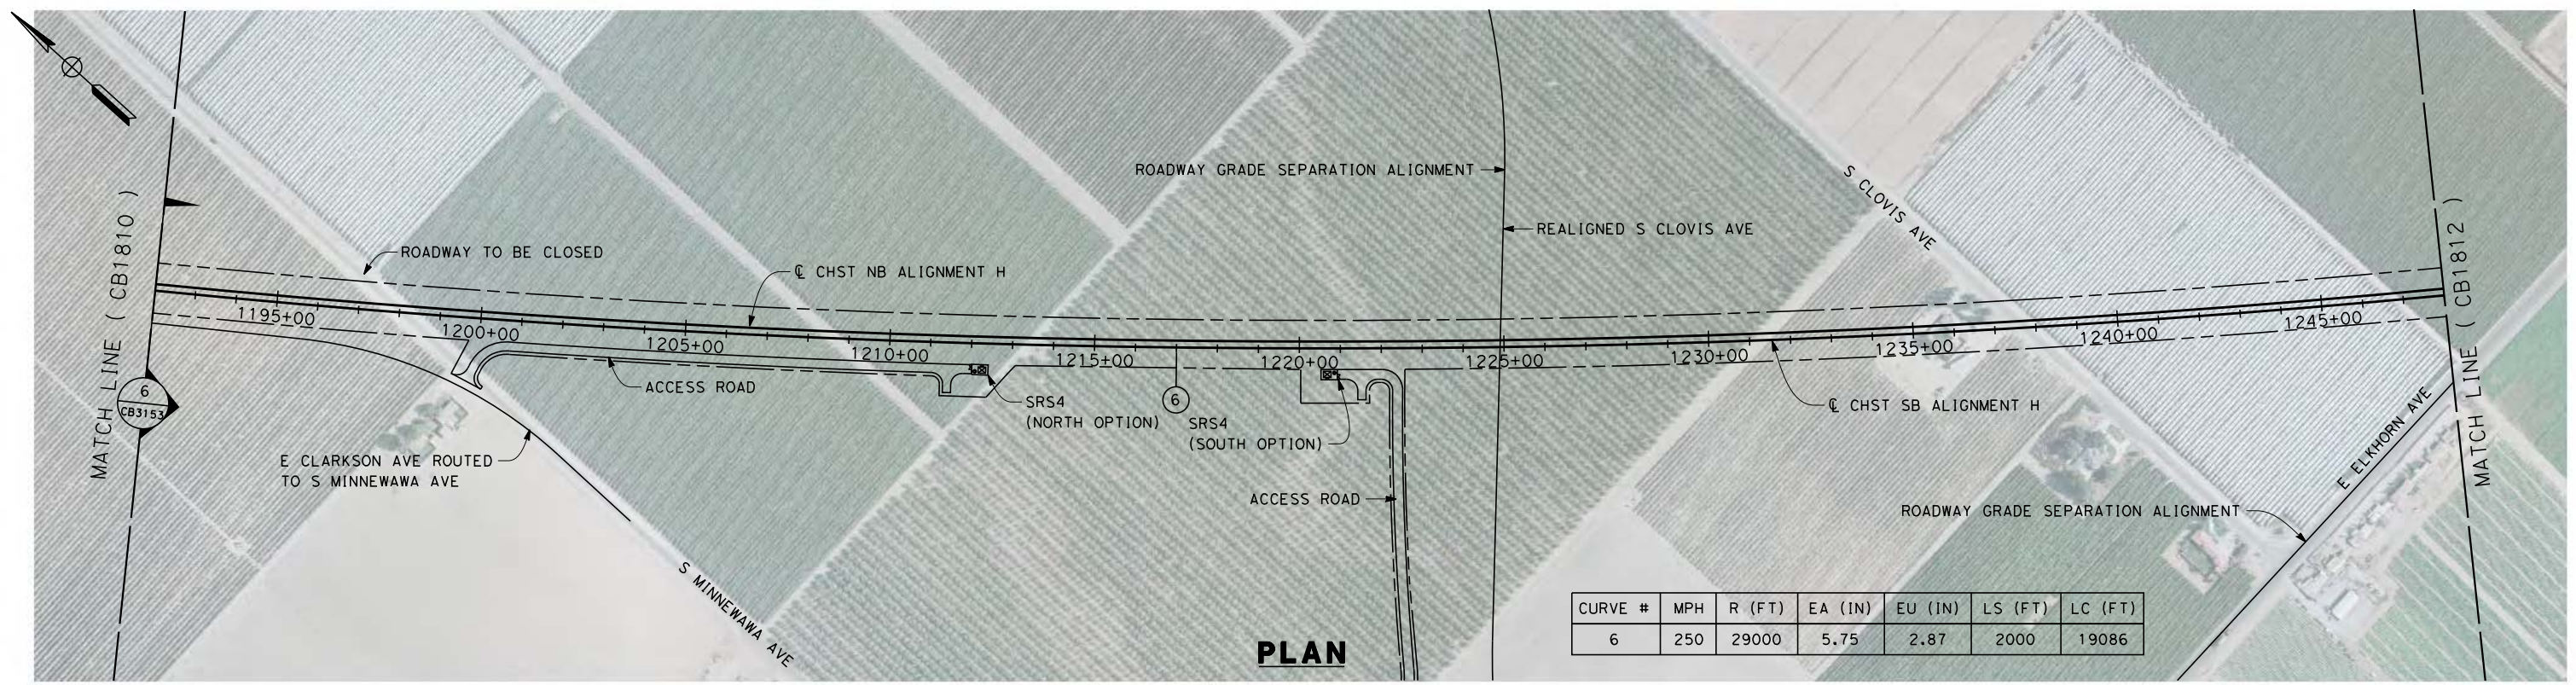 MATCH LINE ( CB1810 )
ROADWAY TO BE CLOSED
℄ CHST NB ALIGNMENT H
ROADWAY GRADE SEPARATION ALIGNMENT
REALIGNED S CLOVIS AVE
S CLOVIS AVE
MATCH LINE ( CB1812 )
1195+00
1200+00
1205+00
1210+00
1215+00
1220+00
1225+00
1230+00
1235+00
1240+00
1245+00
6
CB3153
ACCESS ROAD
SRS4
(NORTH OPTION)
6
SRS4
(SOUTH OPTION)
℄ CHST SB ALIGNMENT H
E CLARKSON AVE ROUTED
TO S MINNEWAWA AVE
S MINNEWAWA AVE
ACCESS ROAD
E ELKHORN AVE
ROADWAY GRADE SEPARATION ALIGNMENT
PLAN
CURVE # MPH R (FT) EA (IN) EU (IN) LS (FT) LC (FT)
6 250 29000 5.75 2.87 2000 19086